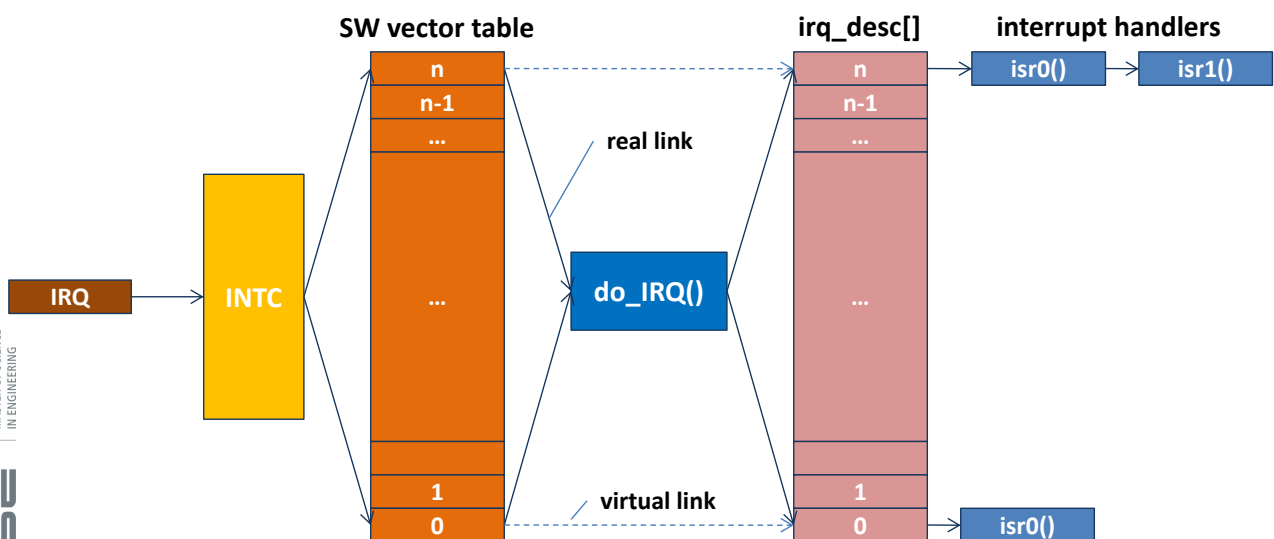 SW vector table
irq_desc[]
interrupt handlers
n
n
isr0()
isr1()
n-1
n-1
...
...
real link
IRQ
INTC
...
do_IRQ()
...
IN ENGINEERING
1
1
virtual link
0
0
isr0()